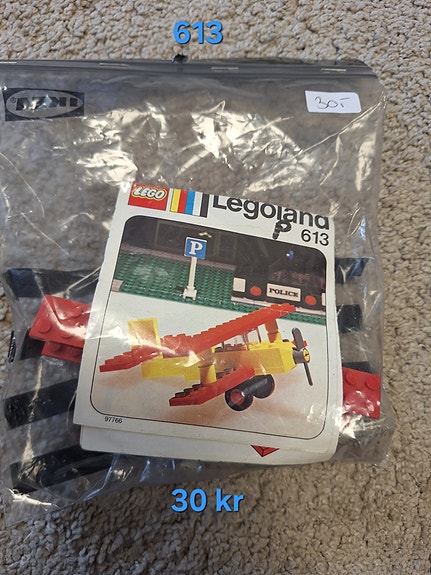 613
30,-
LEGO
Legoland
613
P
POLICE
97766
30 kr